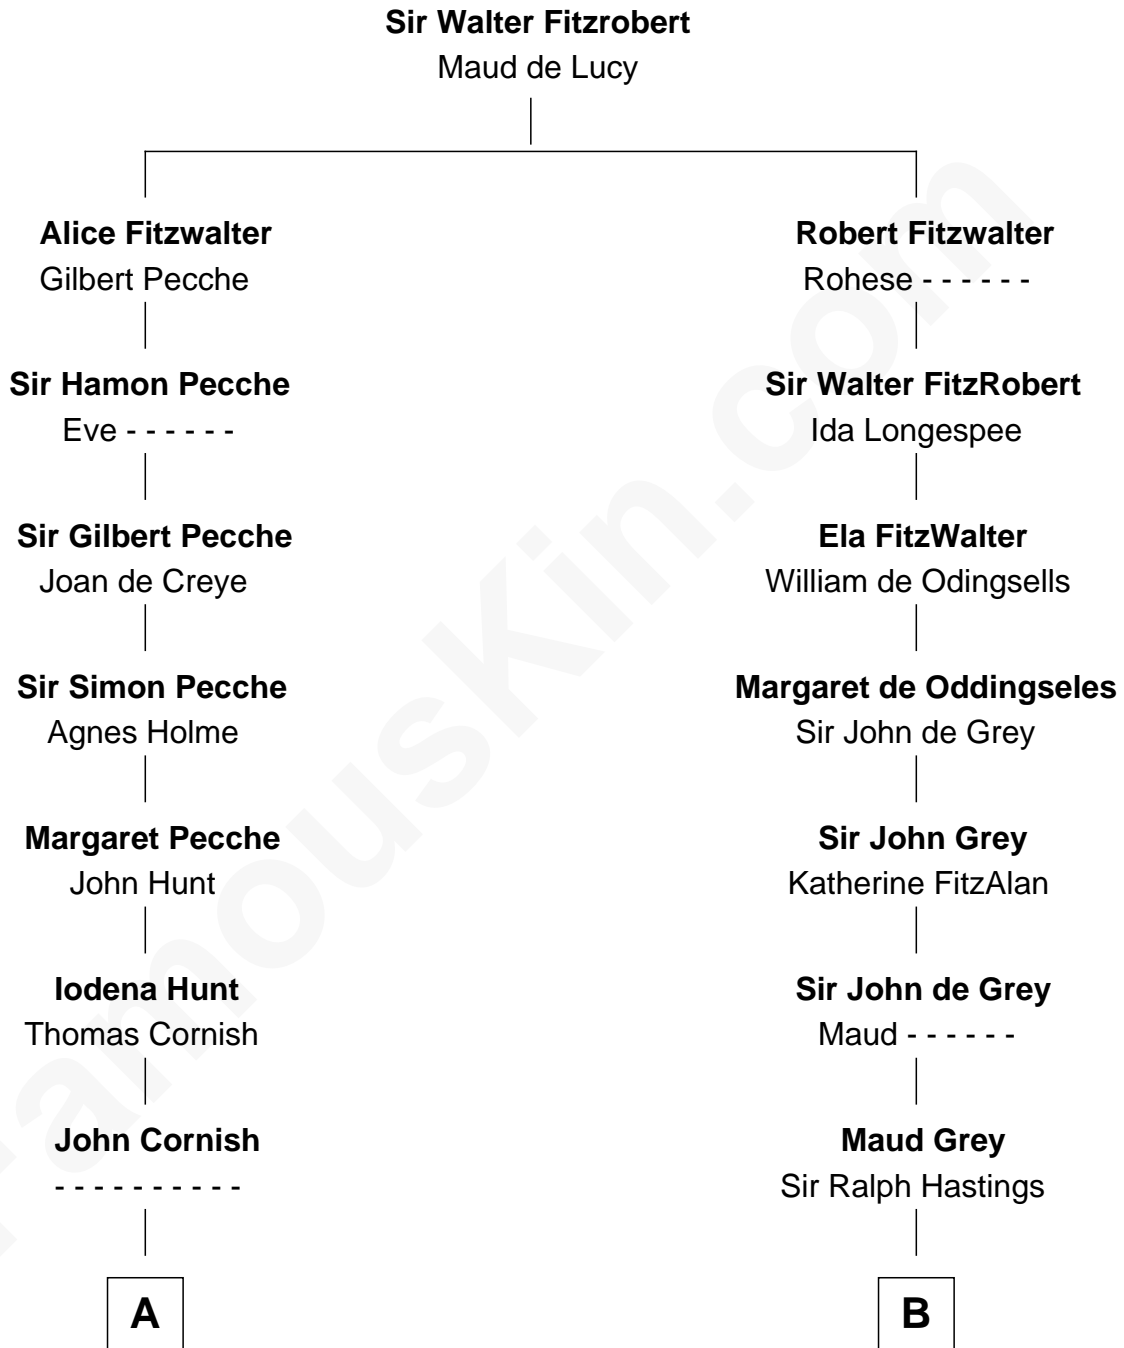 Sir Walter Fitzrobert
Maud de Lucy
Alice Fitzwalter
Gilbert Pecche
Robert Fitzwalter
Rohese - - - - - -
Sir Hamon Pecche
Eve - - - - - -
Sir Walter FitzRobert
Ida Longespee
Sir Gilbert Pecche
Joan de Creye
Ela FitzWalter
William de Odingsells
Sir Simon Pecche
Agnes Holme
Margaret de Oddingseles
Sir John de Grey
Margaret Pecche
John Hunt
Sir John Grey
Katherine FitzAlan
Iodena Hunt
Thomas Cornish
Sir John de Grey
Maud - - - - - -
John Cornish
- - - - - - - - - -
Maud Grey
Sir Ralph Hastings
A
B
FamousKin.com